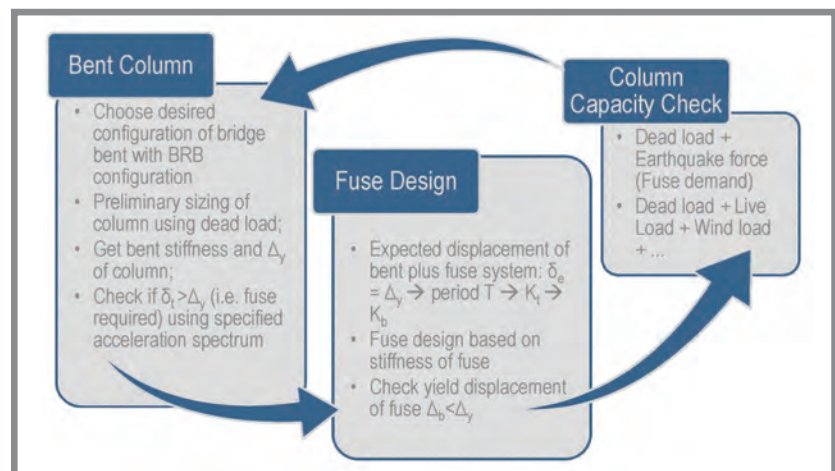 Bent Column
• Choose desired
configuration of bridge
bent with BRB
configuration
• Preliminary sizing of
column using dead load;
• Get bent stiffness and Δy
of column;
• Check if δt >Δy (i.e. fuse
required) using specified
acceleration spectrum
Fuse Design
• Expected displacement of
bent plus fuse system: δe
= Δy → period T → Kt →
Kb
• Fuse design based on
stiffness of fuse
• Check yield displacement
of fuse Δb<Δy
Column
Capacity Check
• Dead load +
Earthquake force
(Fuse demand)
• Dead load + Live
Load + Wind load
+ ...